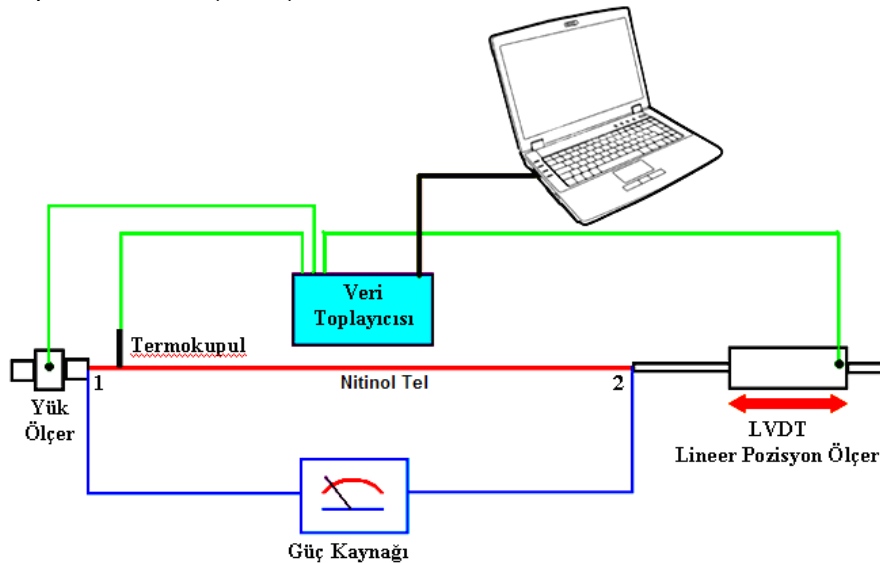 Veri
Toplayıcısı
Termokupul
1
Nitinol Tel
2
Yük
Ölçer
LVDT
Lineer Pozisyon Ölçer
Güç Kaynağı